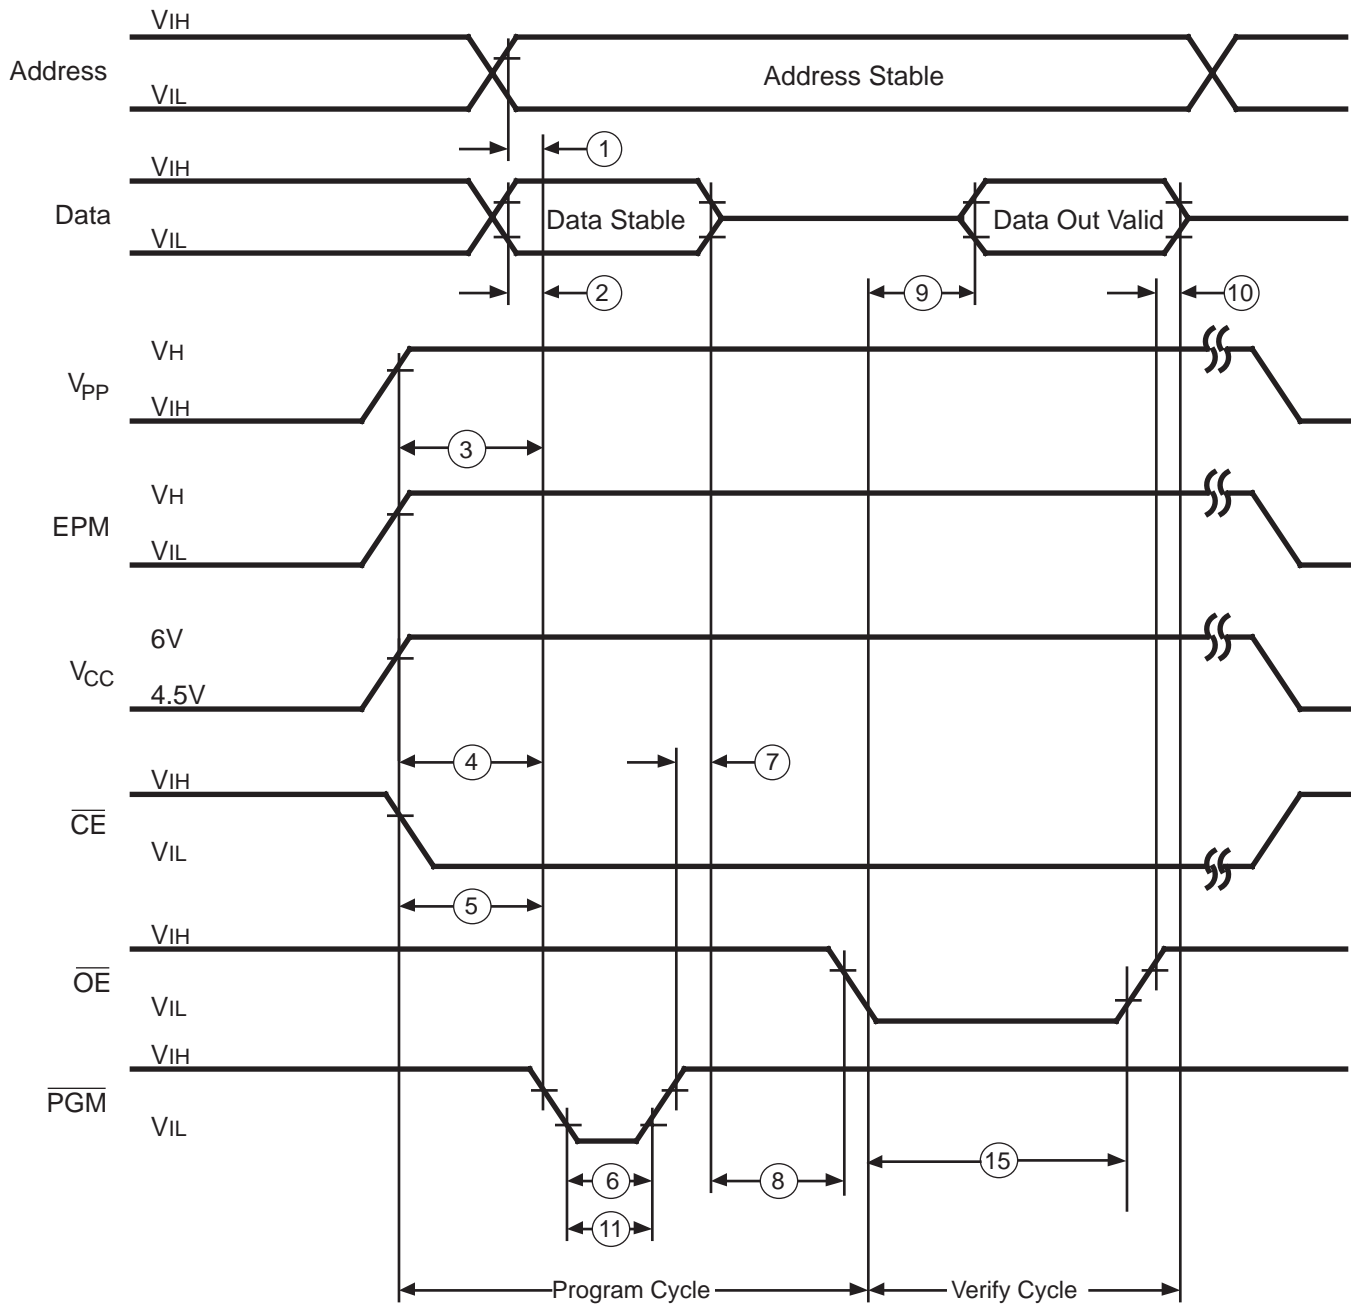 VIH
Address
Address Stable
VIL
1
VIH
Data
Data Stable
Data Out Valid
VIL
2
9
10
VH
VPP
VIH
3
VH
EPM
VIL
6V
VCC
4.5V
4
7
VIH
CE
VIL
5
VIH
OE
VIL
VIH
PGM
VIL
15
6
8
11
Program Cycle
Verify Cycle